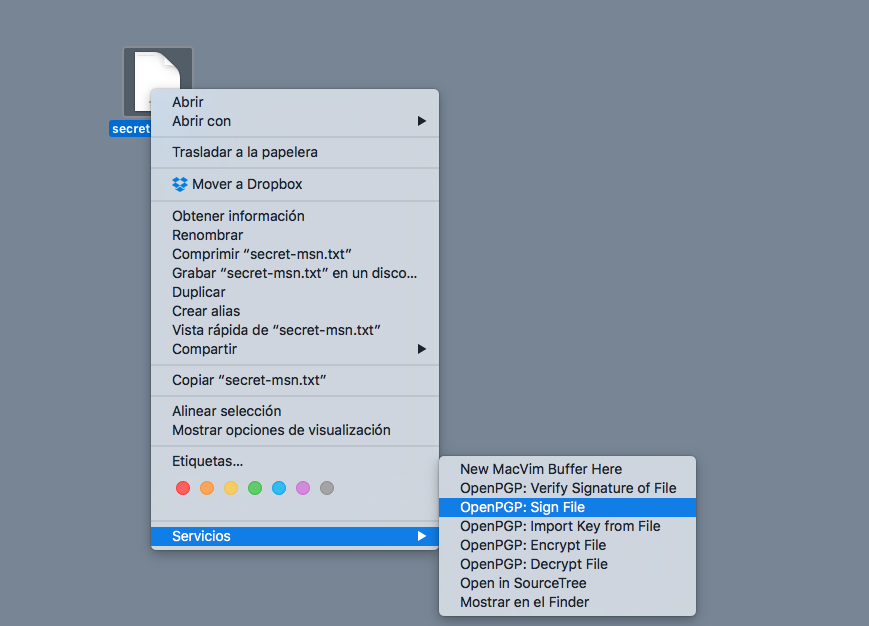 secret
Abrir
Abrir con
Trasladar a la papelera
Mover a Dropbox
Obtener información
Renombrar
Comprimir “secret-msn.txt”
Grabar “secret-msn.txt” en un disco...
Duplicar
Crear alias
Vista rápida de “secret-msn.txt”
Compartir
Copiar “secret-msn.txt”
Alinear selección
Mostrar opciones de visualización
Etiquetas...
Servicios
New MacVim Buffer Here
OpenPGP: Verify Signature of File
OpenPGP: Sign File
OpenPGP: Import Key from File
OpenPGP: Encrypt File
OpenPGP: Decrypt File
Open in SourceTree
Mostrar en el Finder